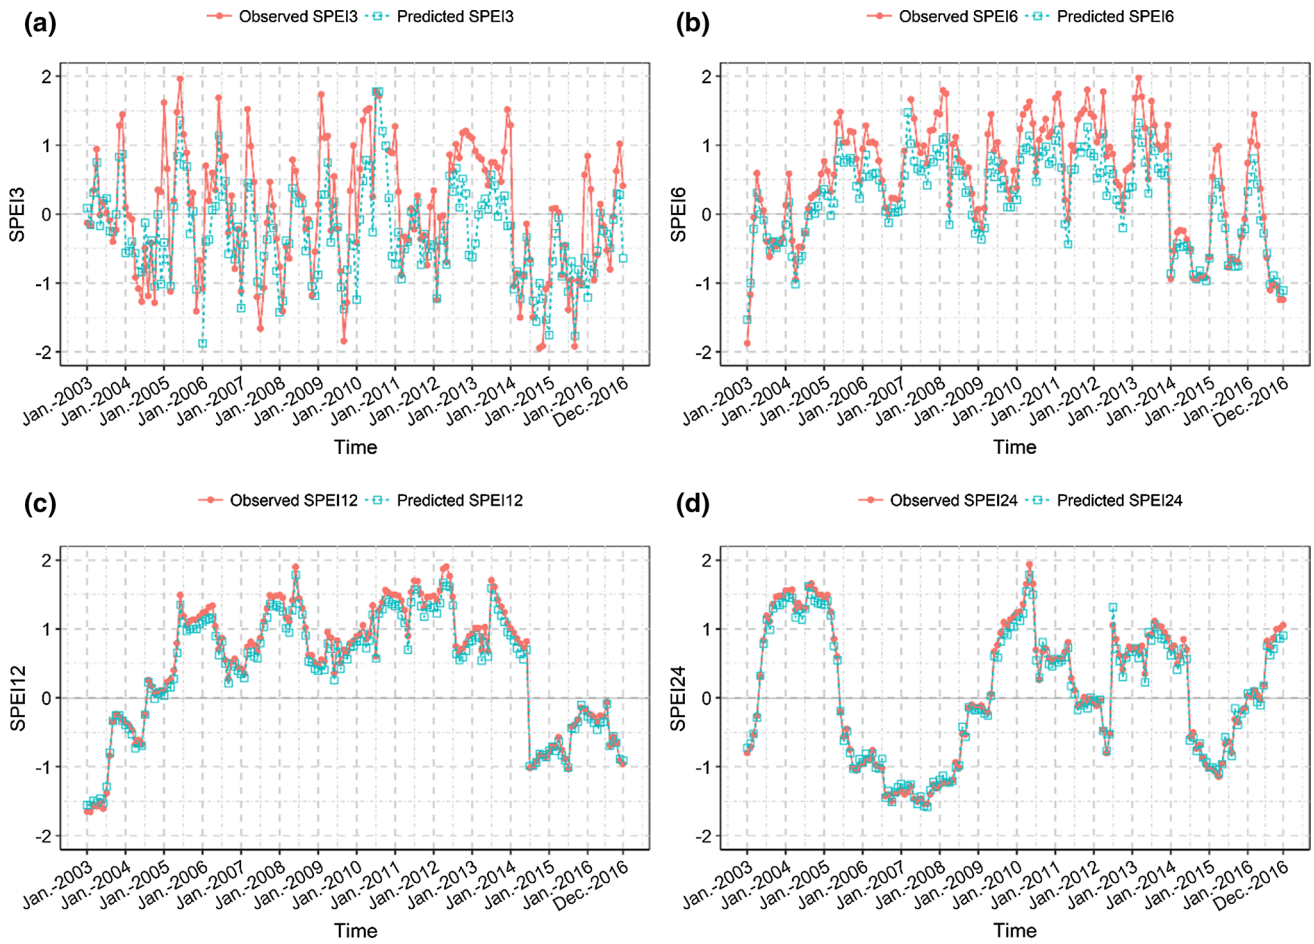 (a)
Observed SPEI3 Predicted SPEI3
SPEI3
2
1
0
-1
-2
Jan.-2003 Jan.-2004 Jan.-2005 Jan.-2006 Jan.-2007 Jan.-2008 Jan.-2009 Jan.-2010 Jan.-2011 Jan.-2012 Jan.-2013 Jan.-2014 Jan.-2015 Jan.-2016 Dec.-2016
Time
(b)
Observed SPEI6 Predicted SPEI6
SPEI6
2
1
0
-1
-2
Jan.-2003 Jan.-2004 Jan.-2005 Jan.-2006 Jan.-2007 Jan.-2008 Jan.-2009 Jan.-2010 Jan.-2011 Jan.-2012 Jan.-2013 Jan.-2014 Jan.-2015 Jan.-2016 Dec.-2016
Time
(c)
Observed SPEI12 Predicted SPEI12
SPEI12
2
1
0
-1
-2
Jan.-2003 Jan.-2004 Jan.-2005 Jan.-2006 Jan.-2007 Jan.-2008 Jan.-2009 Jan.-2010 Jan.-2011 Jan.-2012 Jan.-2013 Jan.-2014 Jan.-2015 Jan.-2016 Dec.-2016
Time
(d)
Observed SPEI24 Predicted SPEI24
SPEI24
2
1
0
-1
-2
Jan.-2003 Jan.-2004 Jan.-2005 Jan.-2006 Jan.-2007 Jan.-2008 Jan.-2009 Jan.-2010 Jan.-2011 Jan.-2012 Jan.-2013 Jan.-2014 Jan.-2015 Jan.-2016 Dec.-2016
Time